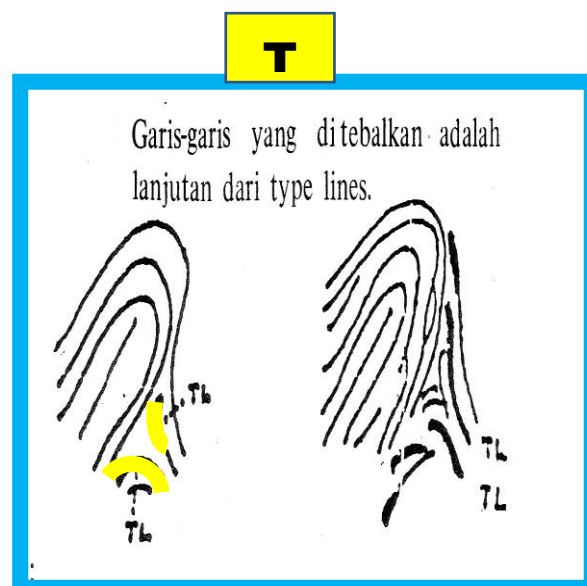 T
Garis-garis yang ditebalkan adalah
lanjutan dari type lines.
TL
TL
TL
TL